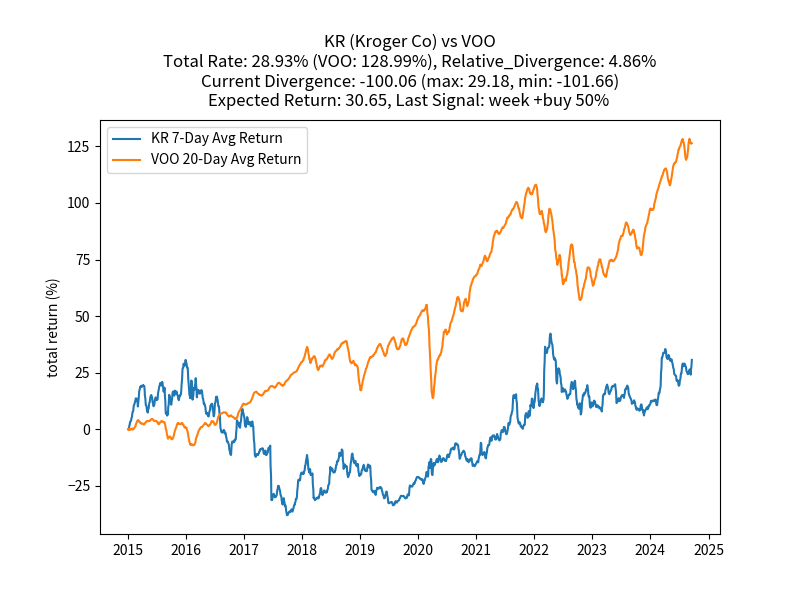 KR (Kroger Co) vs VOO
Total Rate: 28.93% (VOO: 128.99%), Relative_Divergence: 4.86%
Current Divergence: -100.06 (max: 29.18, min: -101.66)
Expected Return: 30.65, Last Signal: week +buy 50%
KR 7-Day Avg Return
VOO 20-Day Avg Return
total return (%)
125
100
75
50
25
0
−25
2015 2016 2017 2018 2019 2020 2021 2022 2023 2024 2025